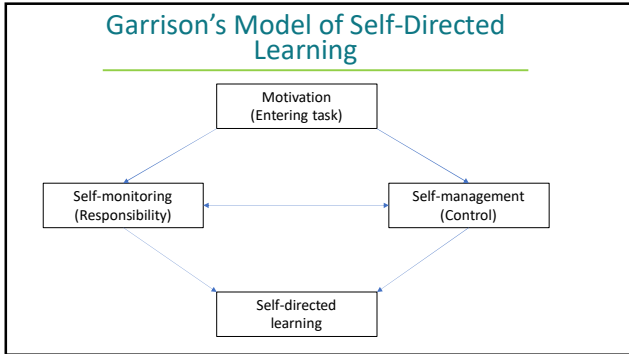 Garrison’s Model of Self-Directed
Learning
Motivation
(Entering task)
Self-monitoring
(Responsibility)
Self-management
(Control)
Self-directed
learning